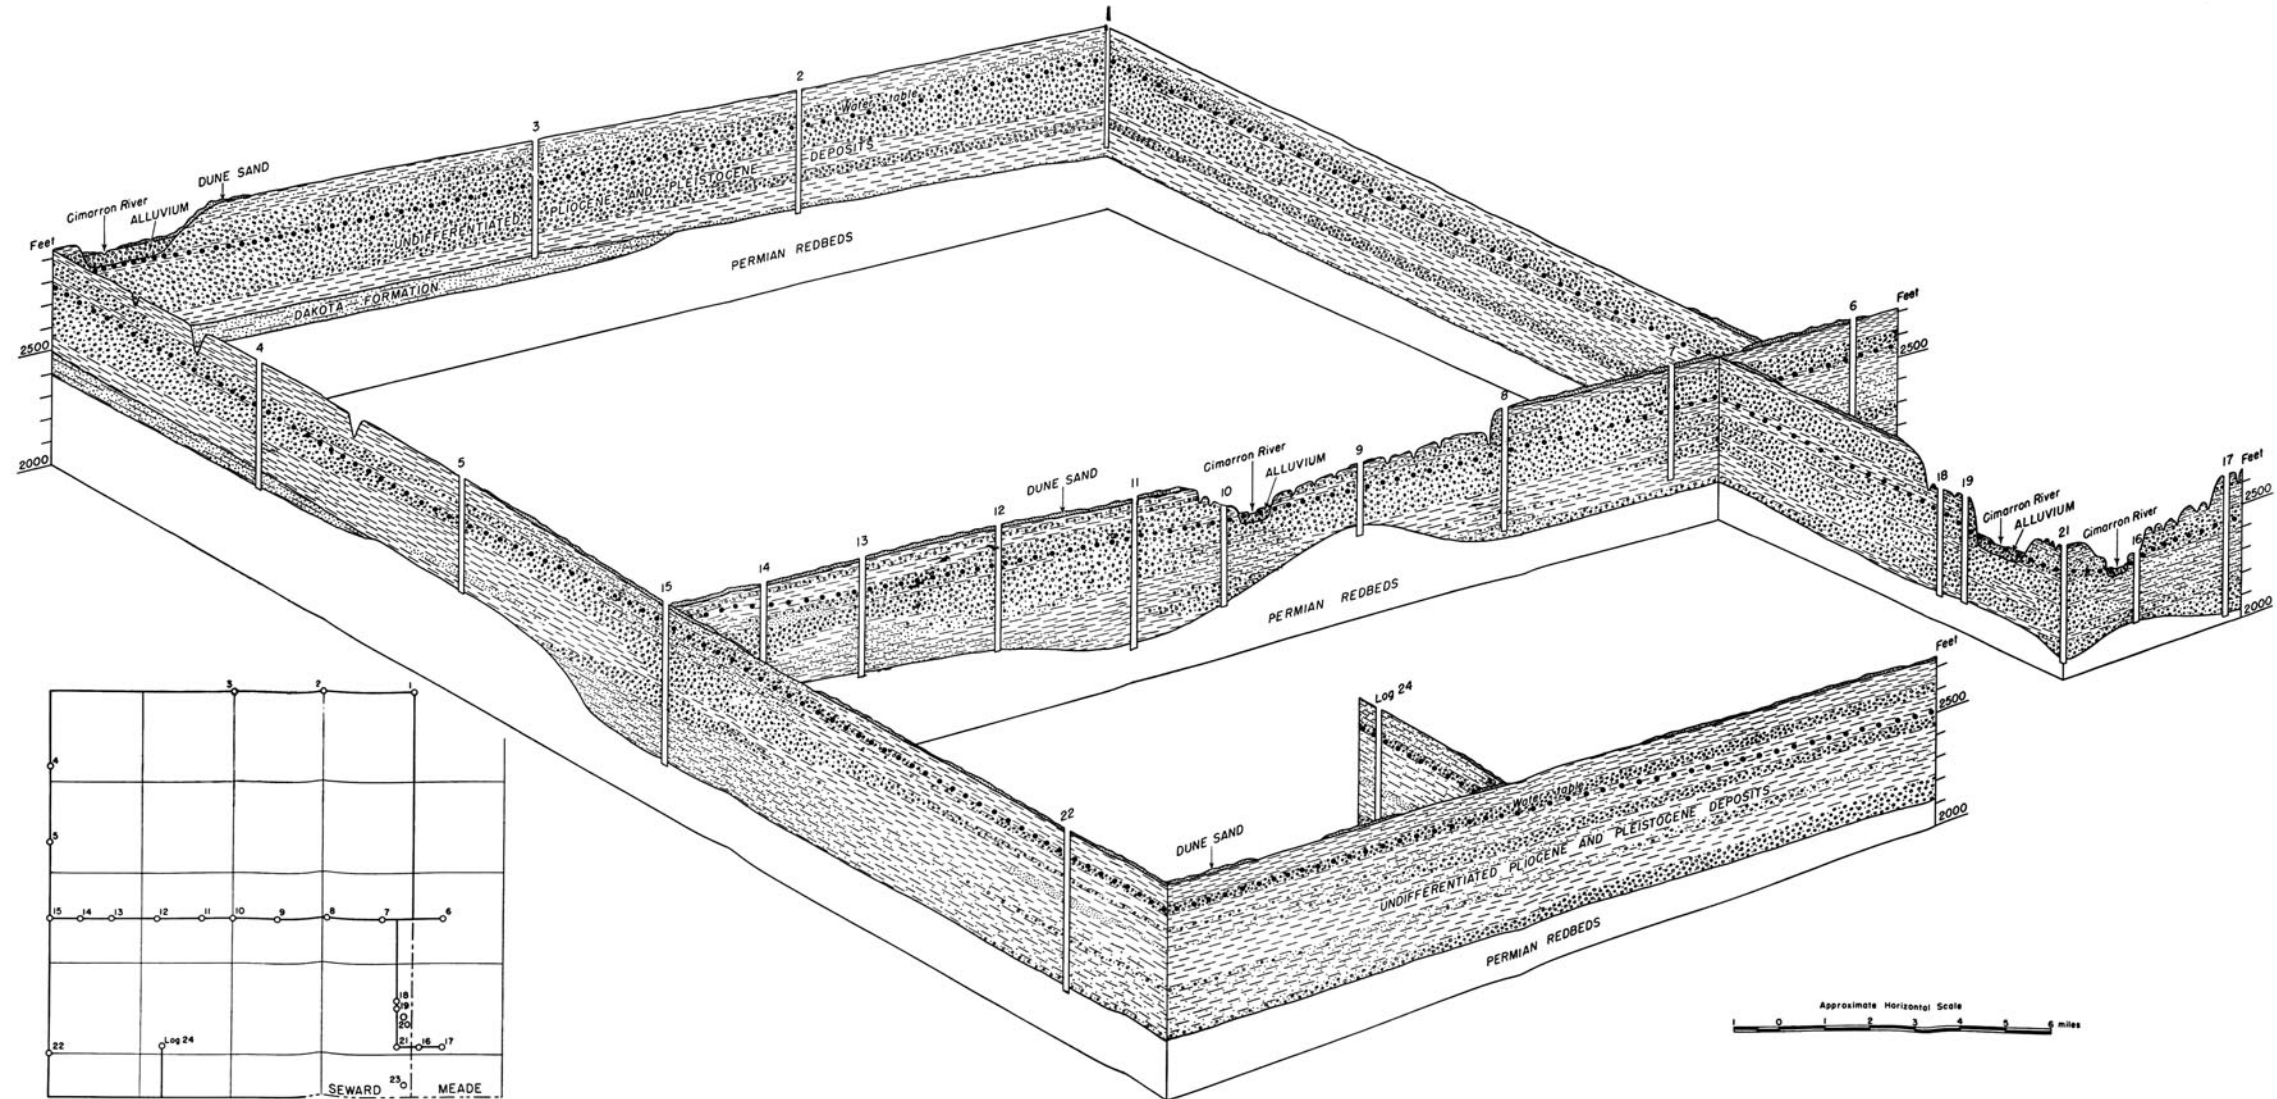 1
2
Water table
3
DEPOSITS
DUNE SAND
UNDIFFERENTIATED PLIOCENE AND PLEISTOCENE
Cimarron River
ALLUVIUM
Feet
PERMIAN REDBEDS
DAKOTA FORMATION
2500
4
2000
5
6
Feet
2500
7
8
9
Cimarron River
ALLUVIUM
DUNE SAND
10
11
12
13
14
15
PERMIAN REDBEDS
17
Feet
2500
18
19
Cimarron River
ALLUVIUM
Cimarron River
21
16
2000
Feet
Log 24
2500
Water table
UNDIFFERENTIATED PLIOCENE AND PLEISTOCENE DEPOSITS
2000
22
DUNE SAND
PERMIAN REDBEDS
3
2
1
4
5
15
14
13
12
11
10
9
8
7
6
18
19
20
21
16
17
22
Log 24
23
SEWARD
MEADE
Approximate Horizontal Scale
1 0 1 2 3 4 5 6 miles